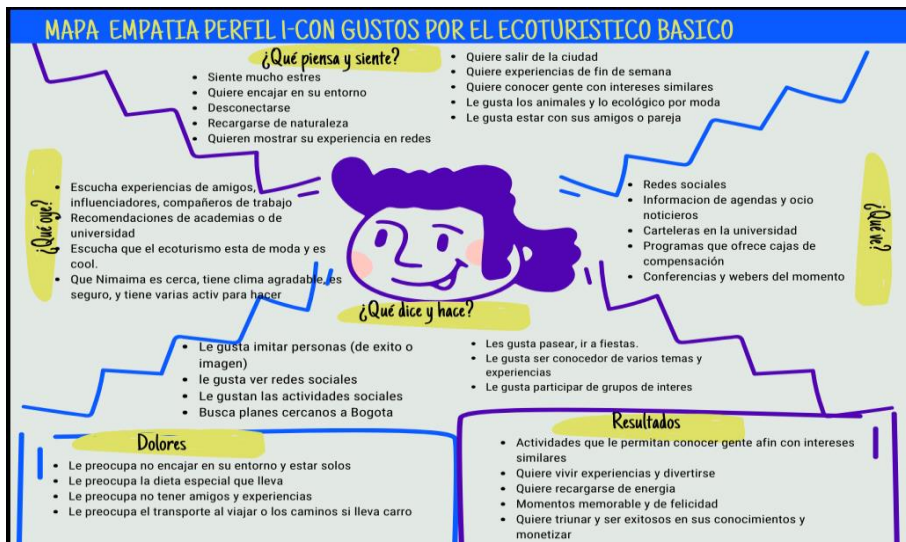 MAPA EMPATIA PERFIL I-CON GUSTOS POR EL ECOTURISTICO BASICO
¿Qué piensa y siente?
• Siente mucho estres
• Quiere encajar en su entorno
• Desconectarse
• Recargarse de naturaleza
• Quieren mostrar su experiencia en redes
• Quiere salir de la ciudad
• Quiere experiencias de fin de semana
• Quiere conocer gente con intereses similares
• Le gusta los animales y lo ecológico por moda
• Le gusta estar con sus amigos o pareja
¿Qué oye?
• Escucha experiencias de amigos,
influenciadores, compañeros de trabajo
• Recomendaciones de academias o de
universidad
• Escucha que el ecoturismo esta de moda y es
cool.
• Que Nimaima es cerca, tiene clima agradable, es
seguro, y tiene varias activ para hacer
¿Qué ve?
• Redes sociales
• Informacion de agendas y ocio
noticieros
• Carteleras en la universidad
• Programas que ofrece cajas de
compensación
• Conferencias y webers del momento
¿Qué dice y hace?
• Le gusta imitar personas (de exito o
imagen)
• le gusta ver redes sociales
• Le gustan las actividades sociales
• Busca planes cercanos a Bogota
• Les gusta pasear, ir a fiestas.
• Le gusta ser conocedor de varios temas y
experiencias
• Le gusta participar de grupos de interes
Dolores
• Le preocupa no encajar en su entorno y estar solos
• Le preocupa la dieta especial que lleva
• Le preocupa no tener amigos y experiencias
• Le preocupa el transporte al viajar o los caminos si lleva carro
Resultados
• Actividades que le permitan conocer gente afin con intereses
similares
• Quiere vivir experiencias y divertirse
• Quiere recargarse de energia
• Momentos memorable y de felicidad
• Quiere triunar y ser exitosos en sus conocimientos y
monetizar